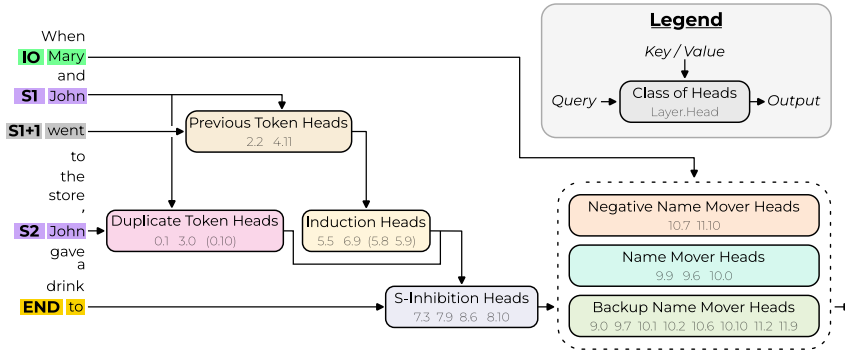 When
IO Mary
and
S1 John
S1+1 went
to
the
store
,
S2 John
gave
a
drink
END to
Previous Token Heads
2.2 4.11
Duplicate Token Heads
0.1 3.0 (0.10)
Induction Heads
5.5 6.9 (5.8 5.9)
S-Inhibition Heads
7.3 7.9 8.6 8.10
Legend
Key / Value
Query
Class of Heads
Layer.Head
Output
Negative Name Mover Heads
10.7 11.10
Name Mover Heads
9.9 9.6 10.0
Backup Name Mover Heads
9.0 9.7 10.1 10.2 10.6 10.10 11.2 11.9